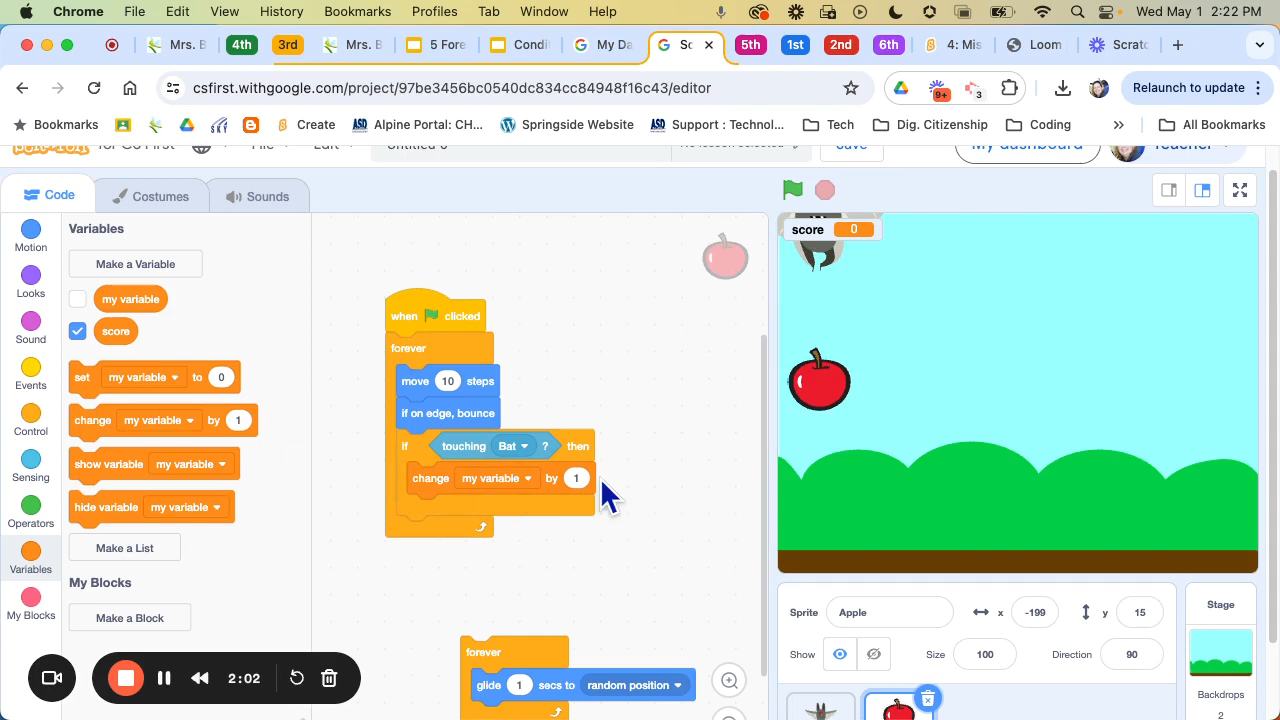 Chrome File Edit View History Bookmarks Profiles Tab Window Help Wed May 1 2:22 PM
Mrs. B 4th 3rd Mrs. B 5 Fore Condit My Da Sc 5th 1st 2nd 6th 4: Mis Loom Scratc
csfirst.withgoogle.com/project/97be3456bc0540dc834cc84948f16c43/editor 9+ 3 Relaunch to update
Bookmarks Create Alpine Portal: CH... Springside Website Support : Technol... Tech Dig. Citizenship Coding All Bookmarks
Code Costumes Sounds
Motion
Looks
Sound
Events
Control
Sensing
Operators
Variables
My Blocks
Variables
Make a Variable
my variable
score
set my variable to 0
change my variable by 1
show variable my variable
hide variable my variable
Make a List
My Blocks
Make a Block
2:02
when clicked
forever
move 10 steps
if on edge, bounce
if touching Bat ? then
change my variable by 1
forever
glide 1 secs to random position
score 0
Sprite Apple x -199 y 15
Show Size 100 Direction 90
Stage
Backdrops
2